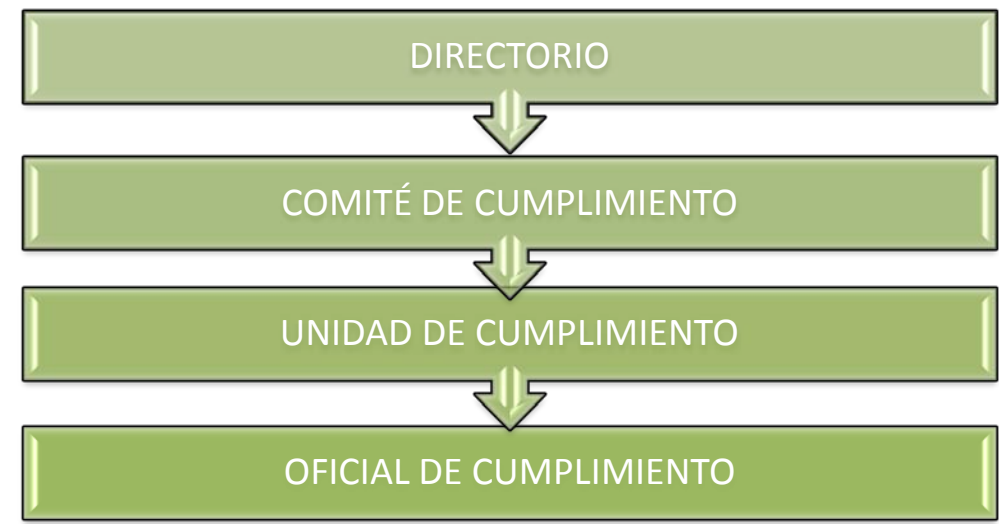 DIRECTORIO
COMITÉ DE CUMPLIMIENTO
UNIDAD DE CUMPLIMIENTO
OFICIAL DE CUMPLIMIENTO